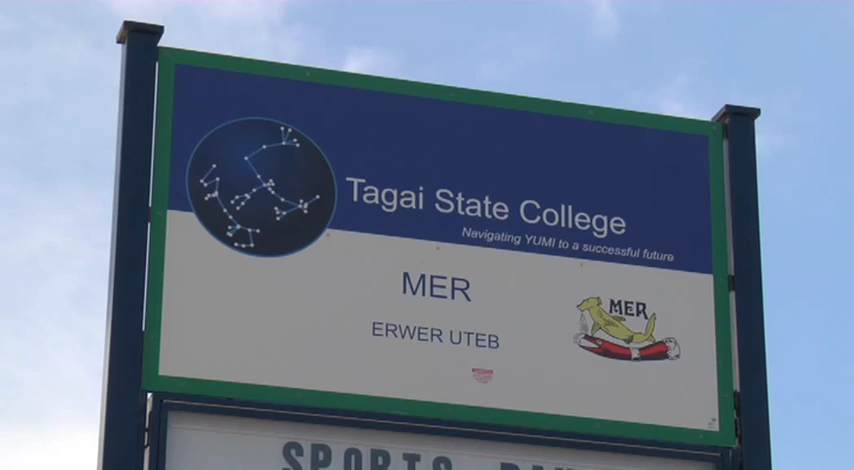 Tagai State College
Navigating YUMI to a successful future
MER
ERWER UTEB
MER
SPORTS